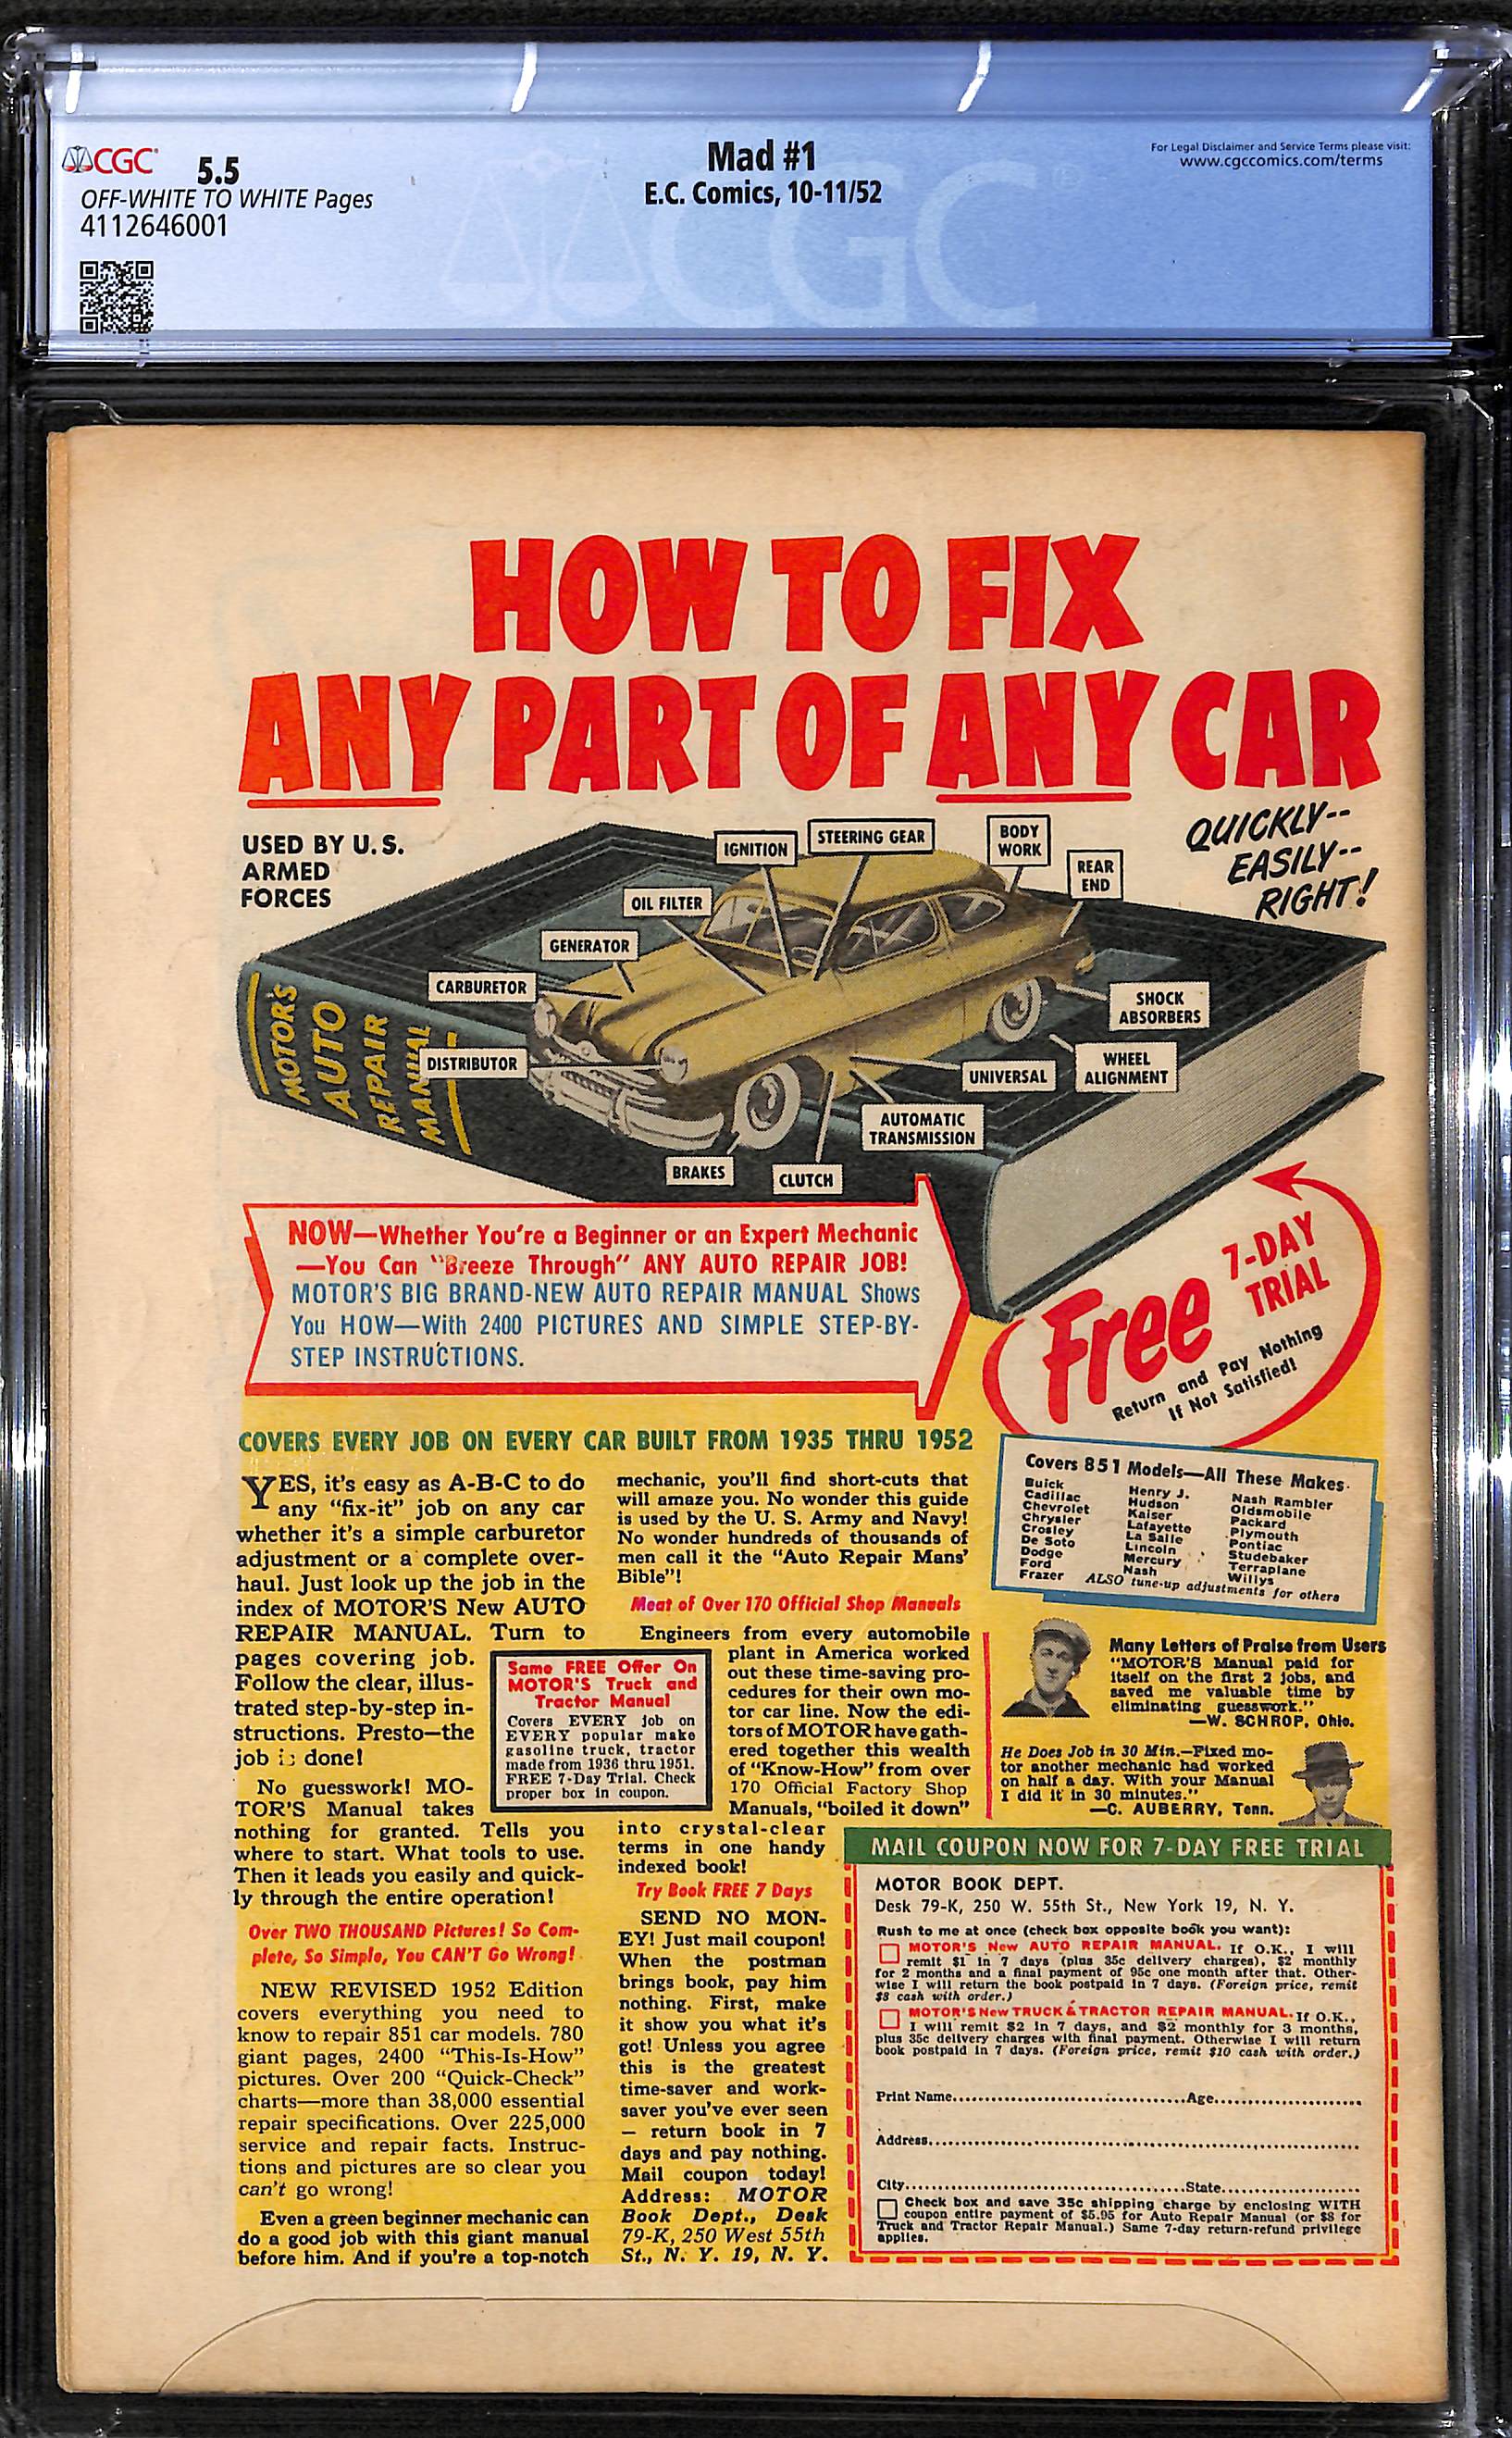 CGC
5.5
OFF-WHITE TO WHITE Pages
4112646001
Mad #1
E.C. Comics, 10-11/52
For Legal Disclaimer and Service Terms please visit:
www.cgccomics.com/terms
CGC
HOW TO FIX
ANY PART OF ANY CAR
USED BY U.S.
ARMED
FORCES
QUICKLY--
EASILY--
RIGHT!
IGNITION
STEERING GEAR
BODY
WORK
REAR
END
OIL FILTER
GENERATOR
CARBURETOR
DISTRIBUTOR
SHOCK
ABSORBERS
WHEEL
ALIGNMENT
UNIVERSAL
AUTOMATIC
TRANSMISSION
BRAKES
CLUTCH
MOTOR'S
AUTO
REPAIR
MANUAL
NOW—Whether You're a Beginner or an Expert Mechanic
—You Can "Breeze Through" ANY AUTO REPAIR JOB!
MOTOR'S BIG BRAND-NEW AUTO REPAIR MANUAL Shows
You HOW—With 2400 PICTURES AND SIMPLE STEP-BY-
STEP INSTRUCTIONS.
Free 7-DAY
TRIAL
Return and Pay Nothing
If Not Satisfied!
COVERS EVERY JOB ON EVERY CAR BUILT FROM 1935 THRU 1952
YES, it's easy as A-B-C to do
any "fix-it" job on any car
whether it's a simple carburetor
adjustment or a complete over-
haul. Just look up the job in the
index of MOTOR'S New AUTO
REPAIR MANUAL. Turn to
pages covering job.
Follow the clear, illus-
trated step-by-step in-
structions. Presto—the
job is done!
No guesswork! MO-
TOR'S Manual takes
nothing for granted. Tells you
where to start. What tools to use.
Then it leads you easily and quick-
ly through the entire operation!
Over TWO THOUSAND Pictures! So Com-
plete, So Simple, You CAN'T Go Wrong!
NEW REVISED 1952 Edition
covers everything you need to
know to repair 851 car models. 780
giant pages, 2400 "This-Is-How"
pictures. Over 200 "Quick-Check"
charts—more than 38,000 essential
repair specifications. Over 225,000
service and repair facts. Instruc-
tions and pictures are so clear you
can't go wrong!
Even a green beginner mechanic can
do a good job with this giant manual
before him. And if you're a top-notch
mechanic, you'll find short-cuts that
will amaze you. No wonder this guide
is used by the U. S. Army and Navy!
No wonder hundreds of thousands of
men call it the "Auto Repair Mans'
Bible"!
Meat of Over 170 Official Shop Manuals
Engineers from every automobile
plant in America worked
out these time-saving pro-
cedures for their own mo-
tor car line. Now the edi-
tors of MOTOR have gath-
ered together this wealth
of "Know-How" from over
170 Official Factory Shop
Manuals, "boiled it down"
into crystal-clear
terms in one handy
indexed book!
Try Book FREE 7 Days
SEND NO MON-
EY! Just mail coupon!
When the postman
brings book, pay him
nothing. First, make
it show you what it's
got! Unless you agree
this is the greatest
time-saver and work-
saver you've ever seen
— return book in 7
days and pay nothing.
Mail coupon today!
Address: MOTOR
Book Dept., Desk
79-K, 250 West 55th
St., N. Y. 19, N. Y.
Same FREE Offer On
MOTOR'S Truck and
Tractor Manual
Covers EVERY job on
EVERY popular make
gasoline truck, tractor
made from 1936 thru 1951.
FREE 7-Day Trial. Check
proper box in coupon.
Covers 851 Models—All These Makes.
Buick
Cadillac
Chevrolet
Chrysler
Crosley
De Soto
Dodge
Ford
Frazer
Henry J.
Hudson
Kaiser
Lafayette
La Salle
Lincoln
Mercury
Nash
Nash Rambler
Oldsmobile
Packard
Plymouth
Pontiac
Studebaker
Terraplane
Willys
ALSO tune-up adjustments for others
Many Letters of Praise from Users
"MOTOR'S Manual paid for
itself on the first 2 jobs, and
saved me valuable time by
eliminating guesswork."
—W. SCHROP, Ohio.
He Does Job in 30 Min.—Fixed mo-
tor another mechanic had worked
on half a day. With your Manual
I did it in 30 minutes."
—C. AUBERRY, Tenn.
MAIL COUPON NOW FOR 7-DAY FREE TRIAL
MOTOR BOOK DEPT.
Desk 79-K, 250 W. 55th St., New York 19, N. Y.
Rush to me at once (check box opposite book you want):
MOTOR'S New AUTO REPAIR MANUAL. If O.K., I will
remit $1 in 7 days (plus 35c delivery charges), $2 monthly
for 2 months and a final payment of 95c one month after that. Other-
wise I will return the book postpaid in 7 days. (Foreign price, remit
$8 cash with order.)
MOTOR'S New TRUCK & TRACTOR REPAIR MANUAL. If O.K.,
I will remit $2 in 7 days, and $2 monthly for 3 months,
plus 35c delivery charges with final payment. Otherwise I will return
book postpaid in 7 days. (Foreign price, remit $10 cash with order.)
Print Name..............................Age....................
Address.......................................................
City....................................State....................
Check box and save 35c shipping charge by enclosing WITH
coupon entire payment of $5.95 for Auto Repair Manual (or $8 for
Truck and Tractor Repair Manual.) Same 7-day return-refund privilege
applies.